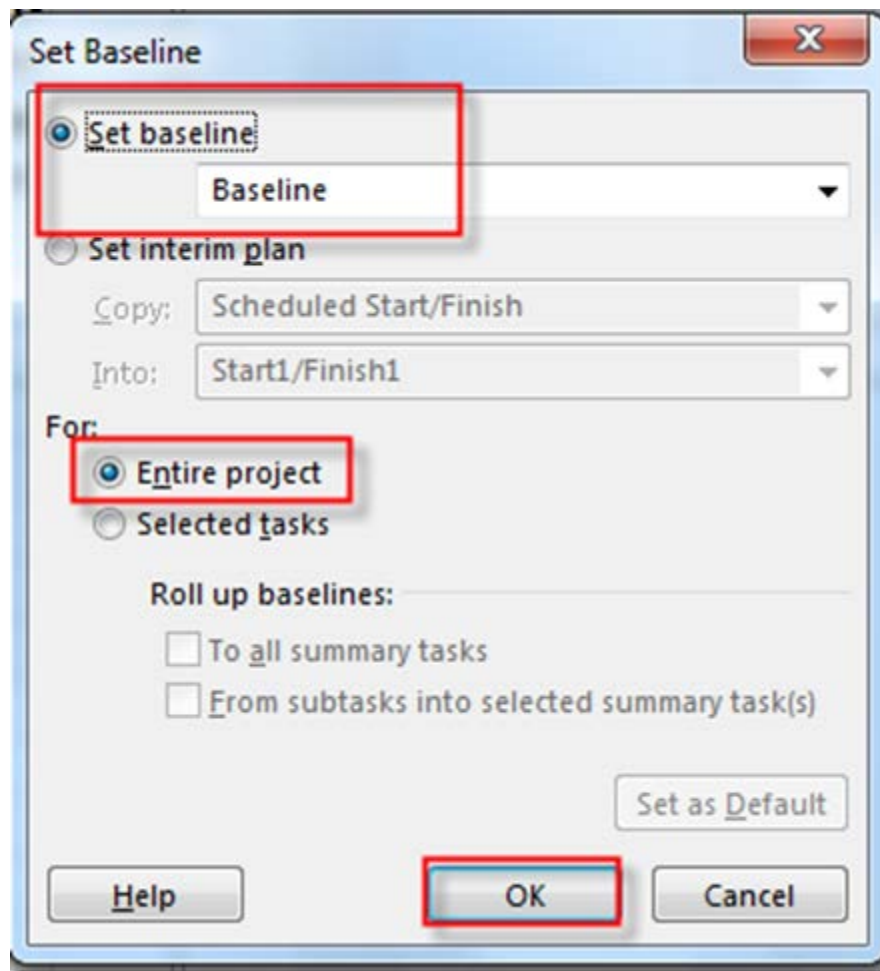 Set Baseline
Set baseline
Baseline
Set interim plan
Copy: Scheduled Start/Finish
Into: Start1/Finish1
For:
Entire project
Selected tasks
Roll up baselines:
To all summary tasks
From subtasks into selected summary task(s)
Set as Default
Help OK Cancel